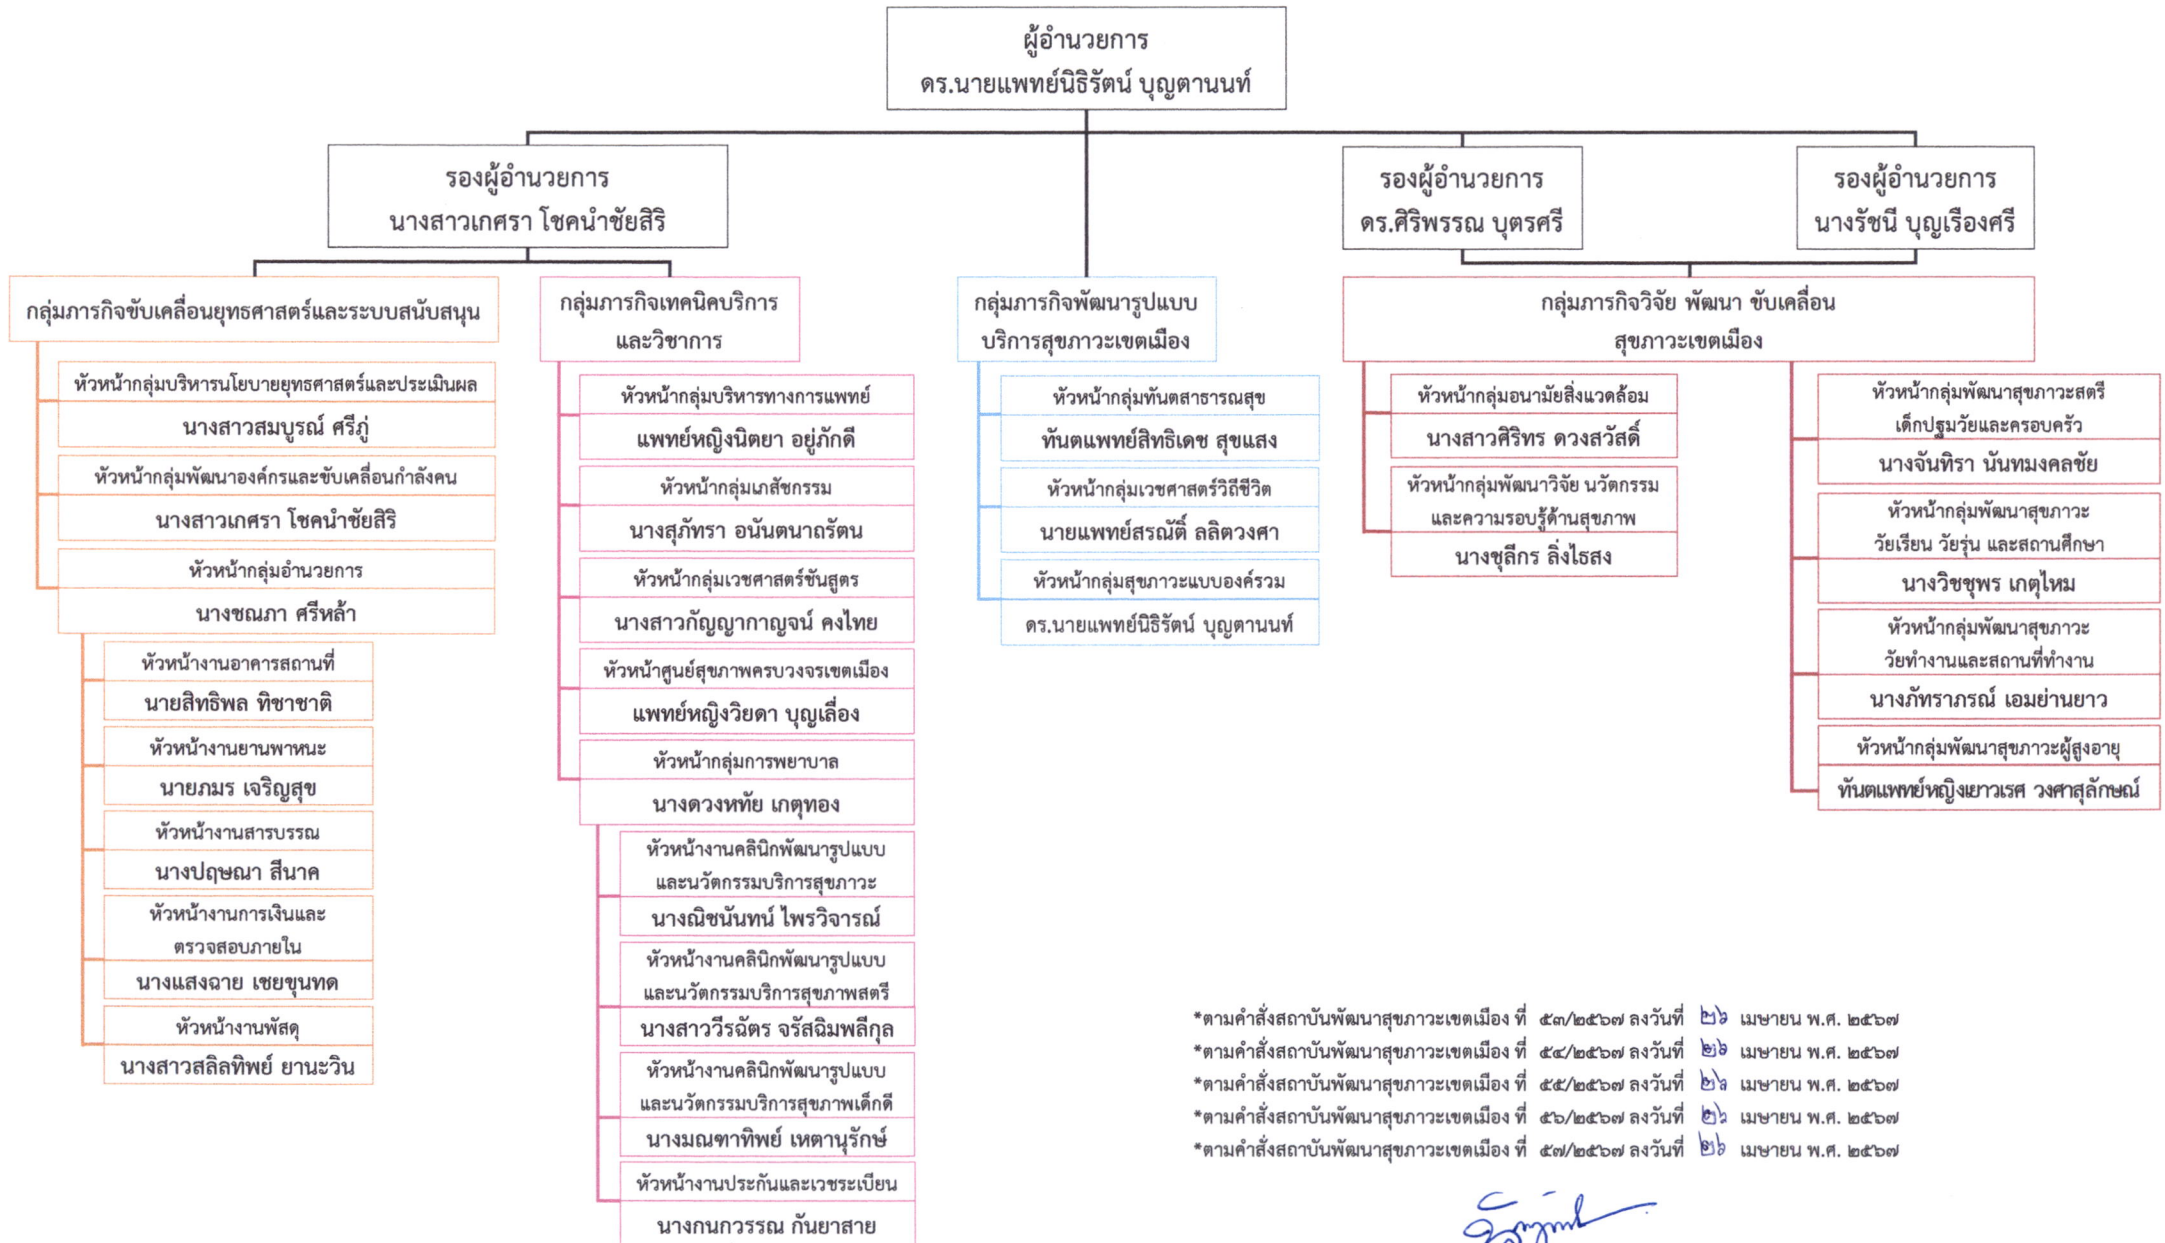 ผู้อำนวยการ
ดร.นายแพทย์นิธิรัตน์ บุญตานนท์
รองผู้อำนวยการ
นางสาวเกศรา โชคนำชัยสิริ
รองผู้อำนวยการ
ดร.ศิริพรรณ บุตรศรี
รองผู้อำนวยการ
นางรัชนี บุญเรืองศรี
กลุ่มภารกิจขับเคลื่อนยุทธศาสตร์และระบบสนับสนุน
หัวหน้ากลุ่มบริหารนโยบายยุทธศาสตร์และประเมินผล
นางสาวสมบูรณ์ ศรีภู่
หัวหน้ากลุ่มพัฒนาองค์กรและขับเคลื่อนกำลังคน
นางสาวเกศรา โชคนำชัยสิริ
หัวหน้ากลุ่มอำนวยการ
นางชณภา ศรีหล้า
หัวหน้างานอาคารสถานที่
นายสิทธิพล ทิชาชาติ
หัวหน้างานยานพาหนะ
นายภมร เจริญสุข
หัวหน้างานสารบรรณ
นางปฤษณา สีนาค
หัวหน้างานการเงินและ
ตรวจสอบภายใน
นางแสงฉาย เชยขุนทด
หัวหน้างานพัสดุ
นางสาวสลิลทิพย์ ยานะวิน
กลุ่มภารกิจเทคนิคบริการ
และวิชาการ
หัวหน้ากลุ่มบริหารทางการแพทย์
แพทย์หญิงนิตยา อยู่ภักดี
หัวหน้ากลุ่มเภสัชกรรม
นางสุภัทรา อนันตนาถรัตน
หัวหน้ากลุ่มเวชศาสตร์ชันสูตร
นางสาวกัญญากาญจน์ คงไทย
หัวหน้าศูนย์สุขภาพครบวงจรเขตเมือง
แพทย์หญิงวิยดา บุญเลื่อง
หัวหน้ากลุ่มการพยาบาล
นางดวงหทัย เกตุทอง
หัวหน้างานคลินิกพัฒนารูปแบบ
และนวัตกรรมบริการสุขภาวะ
นางณิชนันทน์ ไพรวิจารณ์
หัวหน้างานคลินิกพัฒนารูปแบบ
และนวัตกรรมบริการสุขภาพสตรี
นางสาววีรฉัตร จรัสฉิมพลีกุล
หัวหน้างานคลินิกพัฒนารูปแบบ
และนวัตกรรมบริการสุขภาพเด็กดี
นางมณฑาทิพย์ เหตานุรักษ์
หัวหน้างานประกันและเวชระเบียน
นางกนกวรรณ กันยาสาย
กลุ่มภารกิจพัฒนารูปแบบ
บริการสุขภาวะเขตเมือง
หัวหน้ากลุ่มทันตสาธารณสุข
ทันตแพทย์สิทธิเดช สุขแสง
หัวหน้ากลุ่มเวชศาสตร์วิถีชีวิต
นายแพทย์สรณัติ์ ลลิตวงศา
หัวหน้ากลุ่มสุขภาวะแบบองค์รวม
ดร.นายแพทย์นิธิรัตน์ บุญตานนท์
กลุ่มภารกิจวิจัย พัฒนา ขับเคลื่อน
สุขภาวะเขตเมือง
หัวหน้ากลุ่มอนามัยสิ่งแวดล้อม
นางสาวศิริทร ดวงสวัสดิ์
หัวหน้ากลุ่มพัฒนาวิจัย นวัตกรรม
และความรอบรู้ด้านสุขภาพ
นางชุลีกร ลิ่งไธสง
หัวหน้ากลุ่มพัฒนาสุขภาวะสตรี
เด็กปฐมวัยและครอบครัว
นางจันทิรา นันทมงคลชัย
หัวหน้ากลุ่มพัฒนาสุขภาวะ
วัยเรียน วัยรุ่น และสถานศึกษา
นางวิชชุพร เกตุไหม
หัวหน้ากลุ่มพัฒนาสุขภาวะ
วัยทำงานและสถานที่ทำงาน
นางภัทราภรณ์ เอมย่านยาว
หัวหน้ากลุ่มพัฒนาสุขภาวะผู้สูงอายุ
ทันตแพทย์หญิงเยาวเรศ วงศาสุลักษณ์
*ตามคำสั่งสถาบันพัฒนาสุขภาวะเขตเมือง ที่ ๕๓/๒๕๖๗ ลงวันที่ ๒๖ เมษายน พ.ศ. ๒๕๖๗
*ตามคำสั่งสถาบันพัฒนาสุขภาวะเขตเมือง ที่ ๕๔/๒๕๖๗ ลงวันที่ ๒๖ เมษายน พ.ศ. ๒๕๖๗
*ตามคำสั่งสถาบันพัฒนาสุขภาวะเขตเมือง ที่ ๕๕/๒๕๖๗ ลงวันที่ ๒๖ เมษายน พ.ศ. ๒๕๖๗
*ตามคำสั่งสถาบันพัฒนาสุขภาวะเขตเมือง ที่ ๕๖/๒๕๖๗ ลงวันที่ ๒๖ เมษายน พ.ศ. ๒๕๖๗
*ตามคำสั่งสถาบันพัฒนาสุขภาวะเขตเมือง ที่ ๕๗/๒๕๖๗ ลงวันที่ ๒๖ เมษายน พ.ศ. ๒๕๖๗